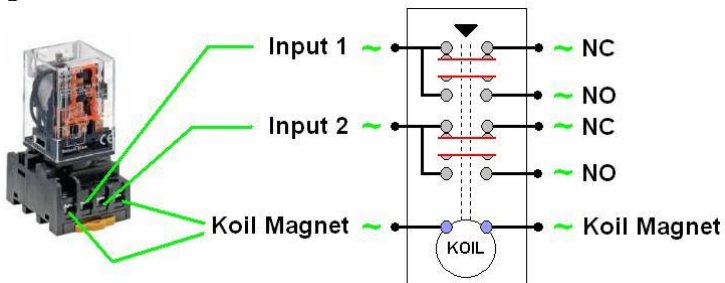 Input 1 ~ ~ NC
~ NO
Input 2 ~ ~ NC
~ NO
Koil Magnet ~ KOIL ~ Koil Magnet